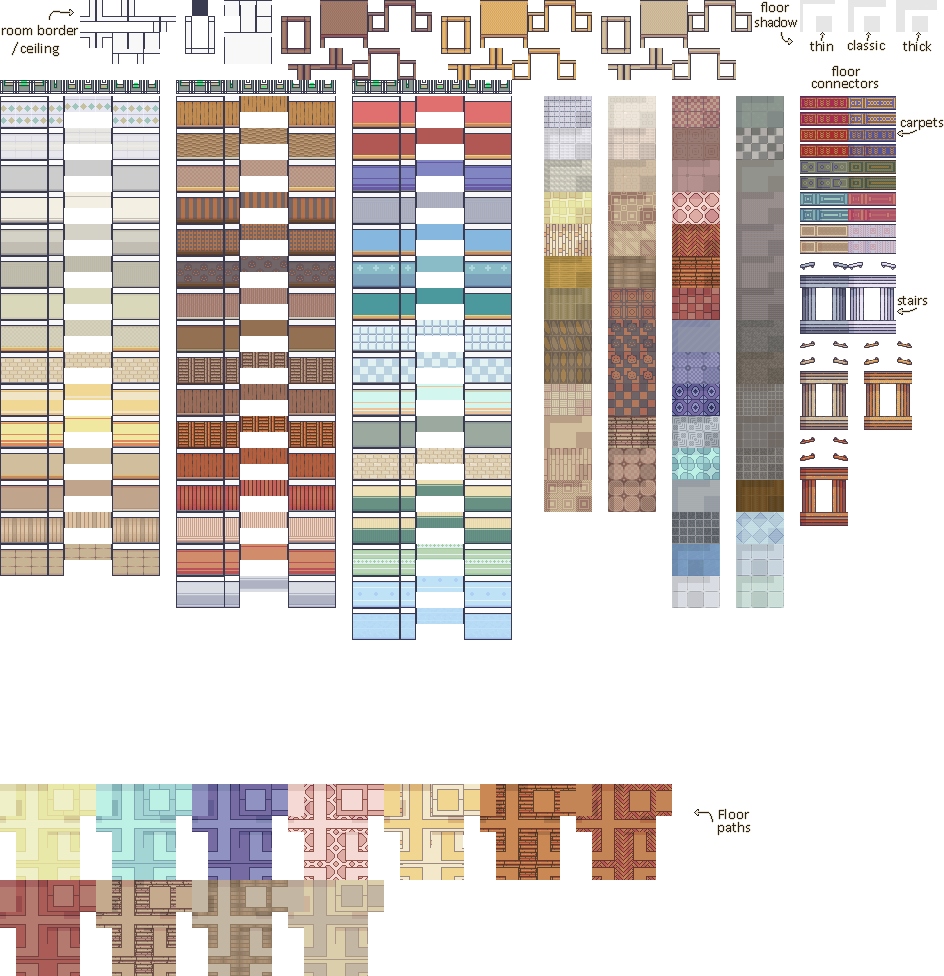 room border
/ceiling
floor
shadow
thin
classic
thick
floor
connectors
carpets
stairs
Floor
paths